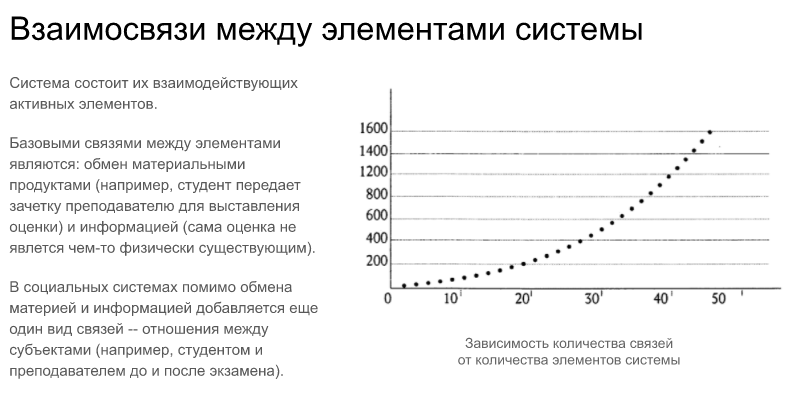 Взаимосвязи между элементами системы
Система состоит их взаимодействующих
активных элементов.
Базовыми связями между элементами
являются: обмен материальными
продуктами (например, студент передает
зачетку преподавателю для выставления
оценки) и информацией (сама оценка не
явлется чем-то физически существующим).
В социальных системах помимо обмена
материей и информацией добавляется еще
один вид связей -- отношения между
субъектами (например, студентом и
преподавателем до и после экзамена).
1600
1400
1200
800
600
400
200
0 10 20 30 40 50
Зависимость количества связей
от количества элементов системы